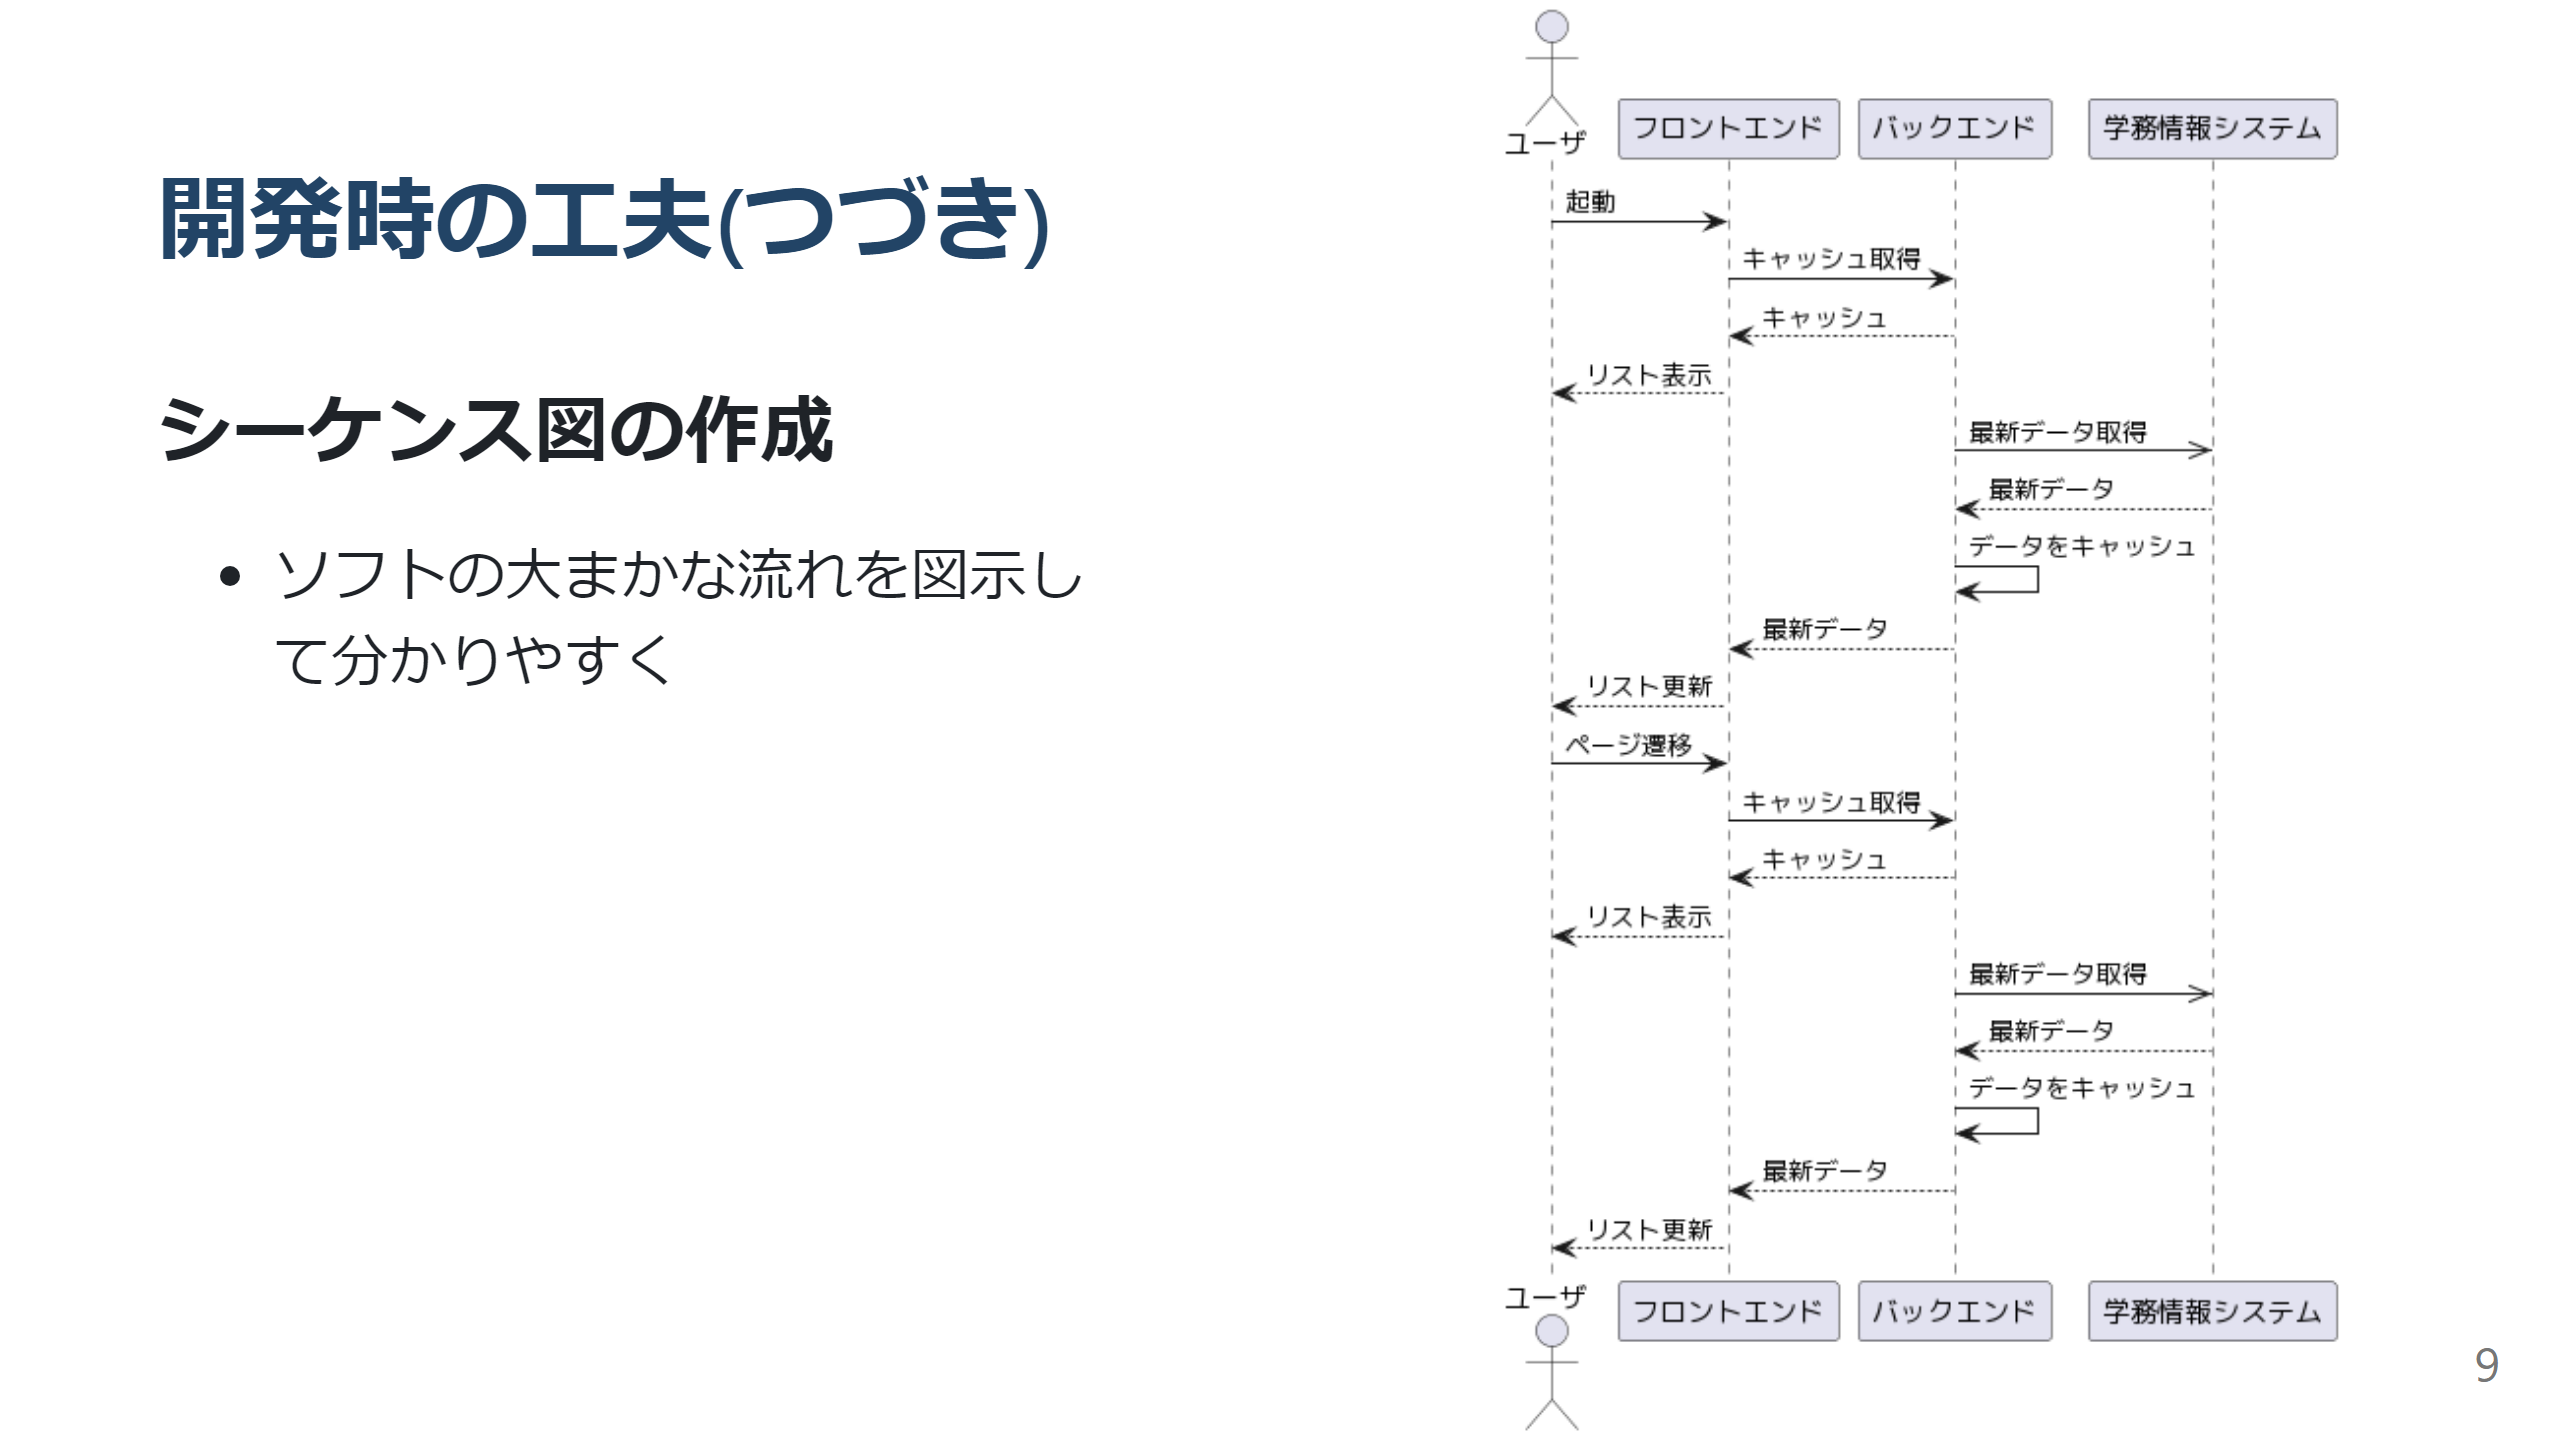 開発時の工夫(つづき)
シーケンス図の作成
• ソフトの大まかな流れを図示し
て分かりやすく
ユーザ
フロントエンド
バックエンド
学務情報システム
起動
キャッシュ取得
キャッシュ
リスト表示
最新データ取得
最新データ
データをキャッシュ
最新データ
リスト更新
ページ遷移
キャッシュ取得
キャッシュ
リスト表示
最新データ取得
最新データ
データをキャッシュ
最新データ
リスト更新
ユーザ
フロントエンド
バックエンド
学務情報システム
9